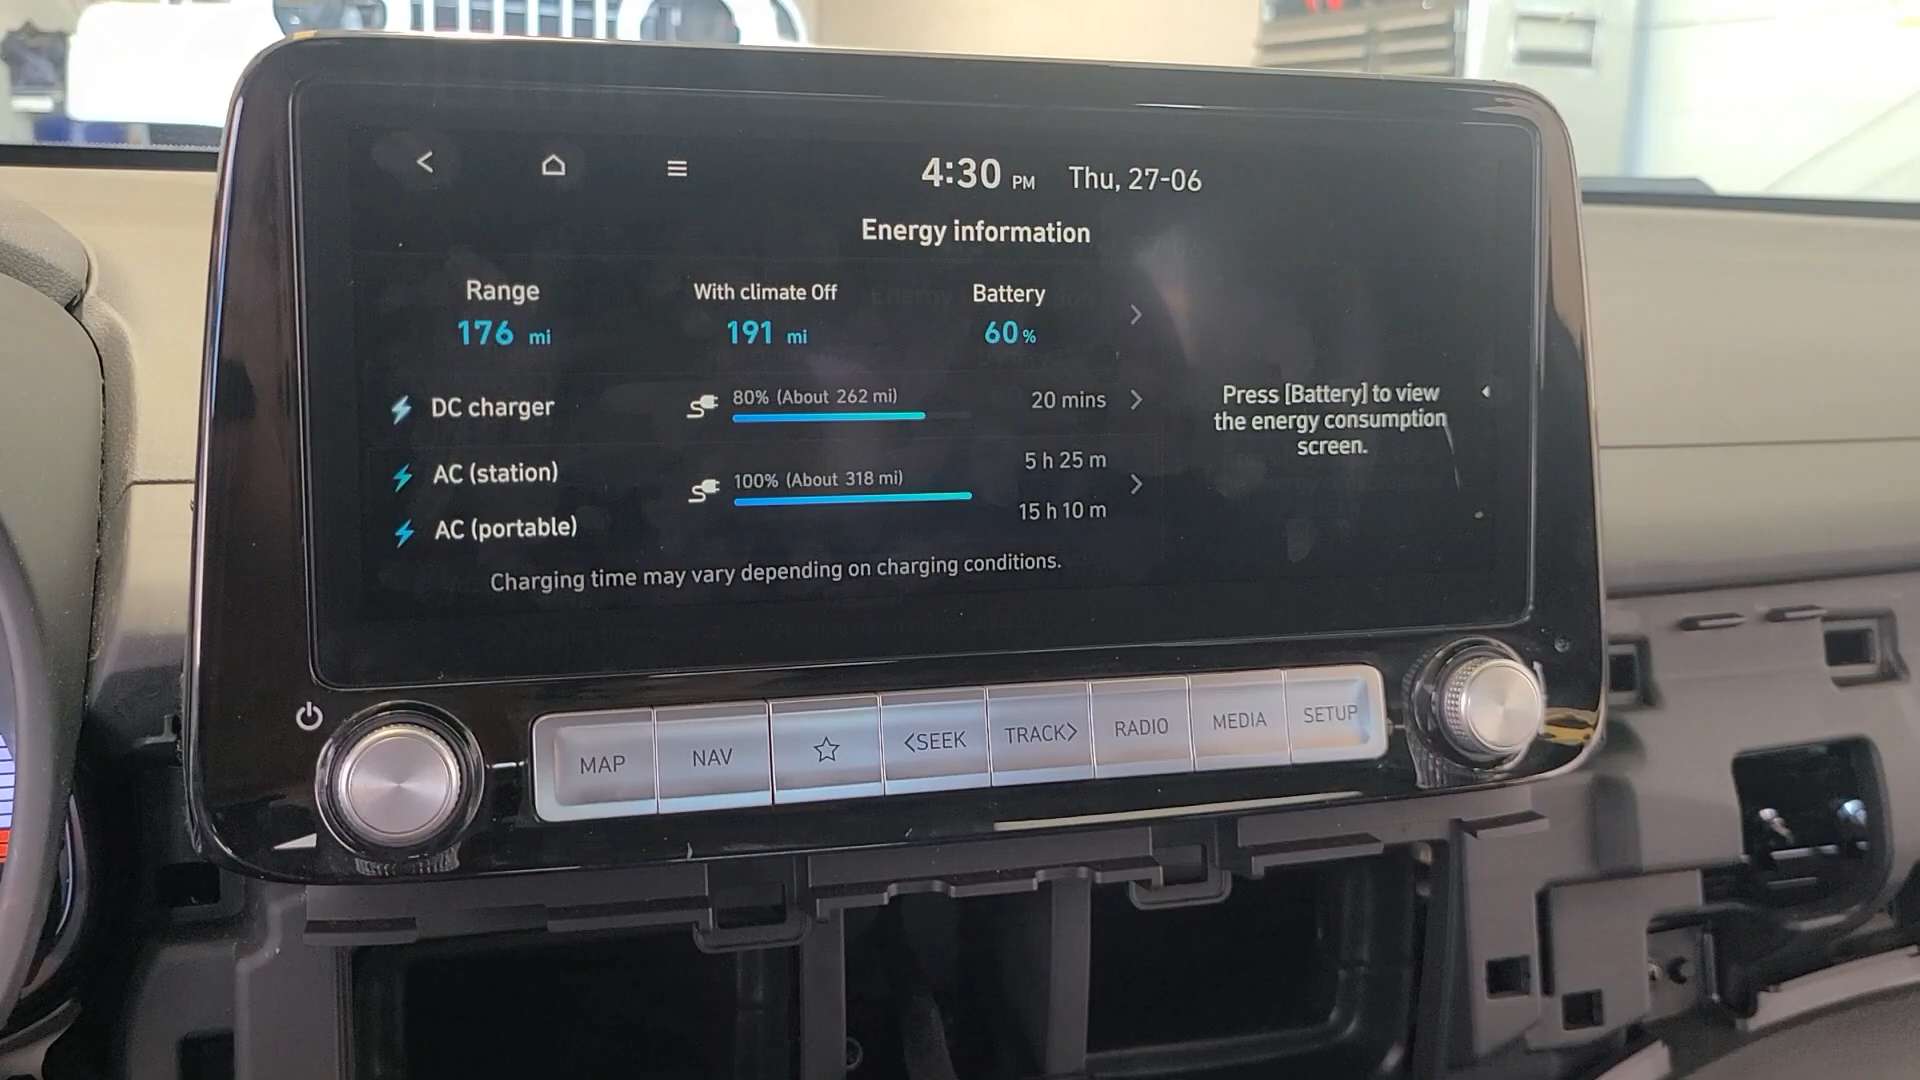 4:30 PM Thu, 27-06
Energy information
Range With climate Off Battery
176 mi 191 mi 60%
DC charger 80% (About 262 mi) 20 mins
AC (station) 100% (About 318 mi) 5 h 25 m
AC (portable) 15 h 10 m
Charging time may vary depending on charging conditions.
Press [Battery] to view
the energy consumption
screen.
MAP NAV <SEEK TRACK> RADIO MEDIA SETUP